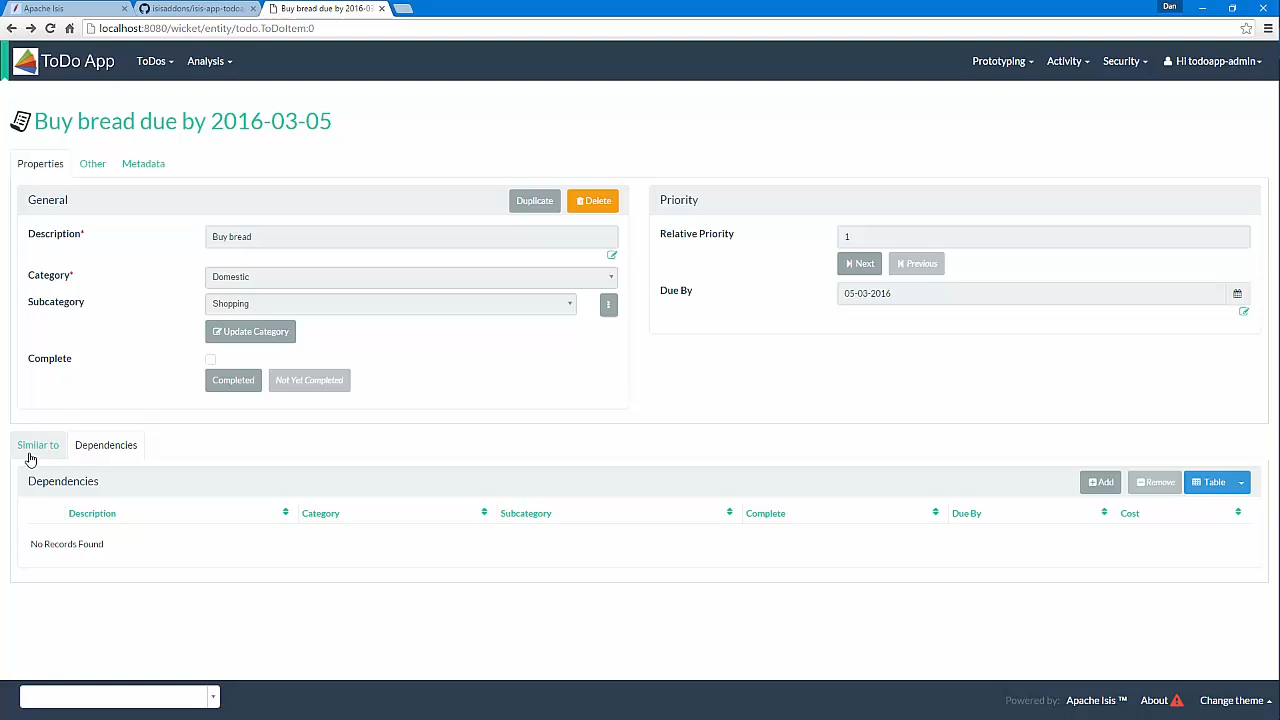 Apache Isis
isisaddons/isis-app-todoa
Buy bread due by 2016-03
Dan
localhost:8080/wicket/entity/todo.ToDoItem:0
ToDo App
ToDos
Analysis
Prototyping
Activity
Security
Hi todoapp-admin
Buy bread due by 2016-03-05
Properties
Other
Metadata
General
Duplicate
Delete
Priority
Description*
Buy bread
Relative Priority
1
Next
Previous
Category*
Domestic
Due By
05-03-2016
Subcategory
Shopping
Update Category
Complete
Completed
Not Yet Completed
Similar to
Dependencies
Dependencies
Add
Remove
Table
Description
Category
Subcategory
Complete
Due By
Cost
No Records Found
Powered by:
Apache Isis ™
About
Change theme